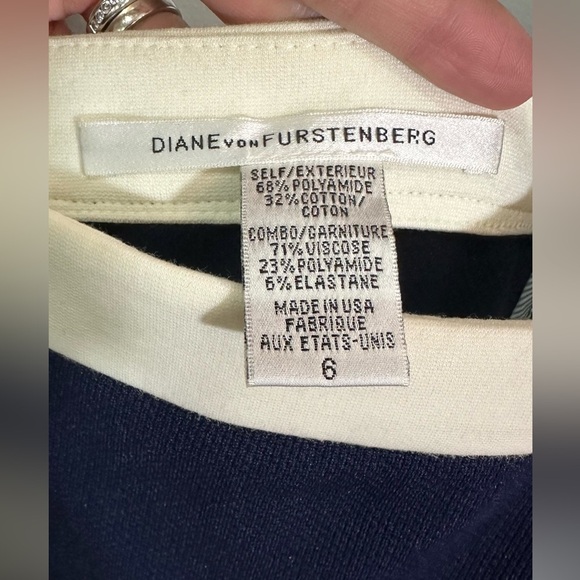 DIANE VON FURSTENBERG
SELF/EXTERIEUR
68% POLYAMIDE
32% COTTON/
COTON
COMBO/GARNITURE
71% VISCOSE
23% POLYAMIDE
6% ELASTANE
MADE IN USA
FABRIQUE
AUX ETATS-UNIS
6